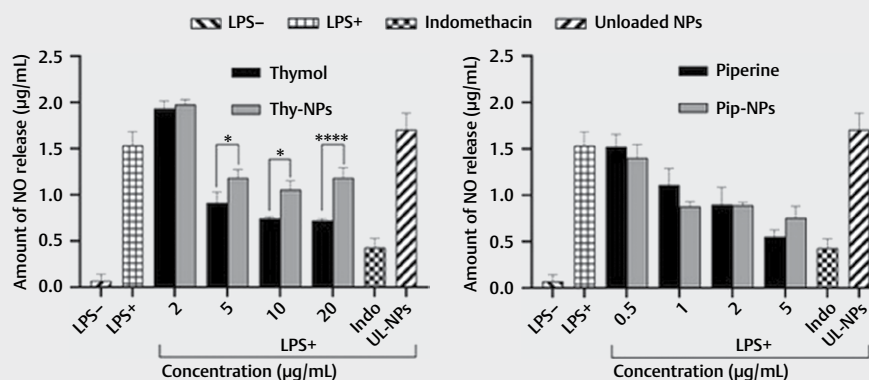 LPS– LPS+ Indomethacin Unloaded NPs
Amount of NO release (µg/mL)
2.5
2.0
1.5
1.0
0.5
0.0
Thymol
Thy-NPs
* * ****
LPS– LPS+ 2 5 10 20 Indo UL-NPs
LPS+
Concentration (µg/mL)
Amount of NO release (µg/mL)
2.5
2.0
1.5
1.0
0.5
0.0
Piperine
Pip-NPs
LPS– LPS+ 0.5 1 2 5 Indo UL-NPs
LPS+
Concentration (µg/mL)